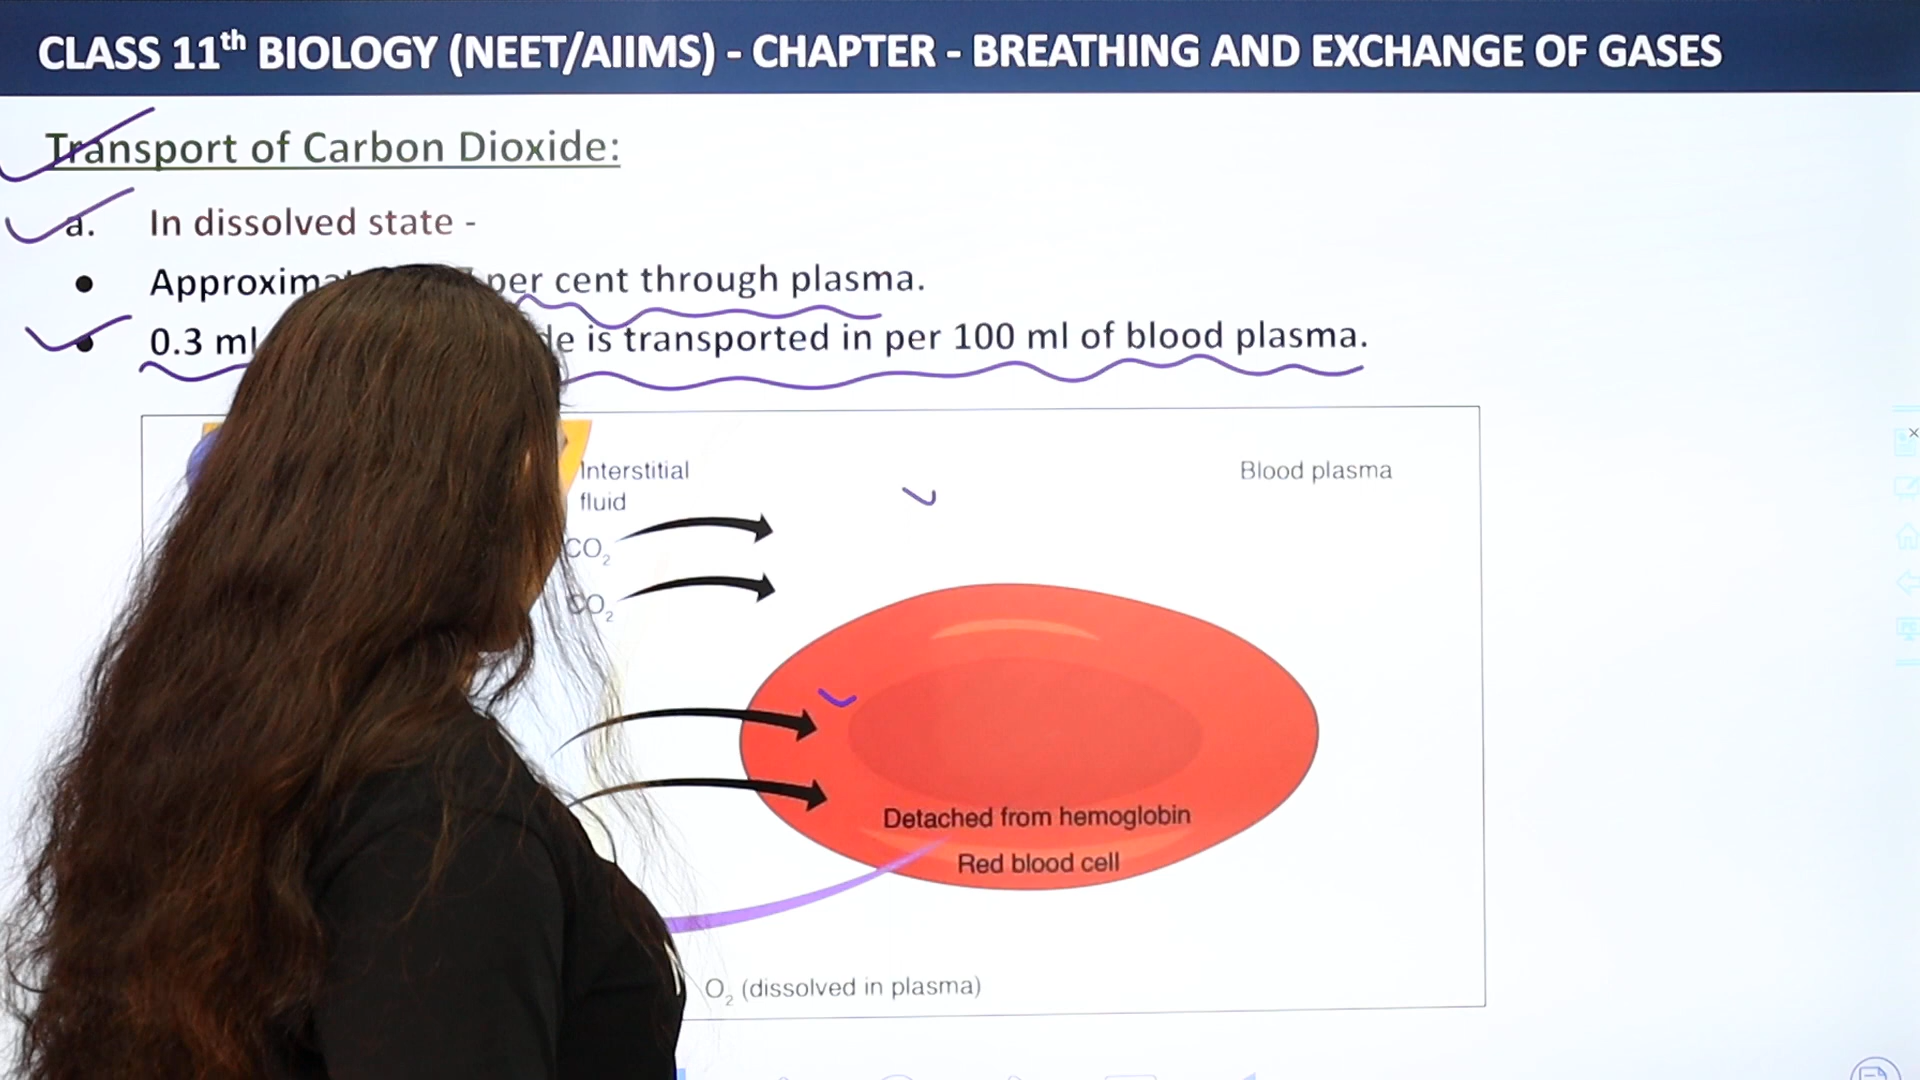 CLASS 11th BIOLOGY (NEET/AIIMS) - CHAPTER - BREATHING AND EXCHANGE OF GASES
Transport of Carbon Dioxide:
a. In dissolved state -
• per cent through plasma.
• 0.3 ml is transported in per 100 ml of blood plasma.
Interstitial
fluid
Blood plasma
CO2
CO2
Detached from hemoglobin
Red blood cell
O2 (dissolved in plasma)